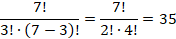 7!/(3! · (7 − 3)!) = 7!/(2! · 4!) = 35